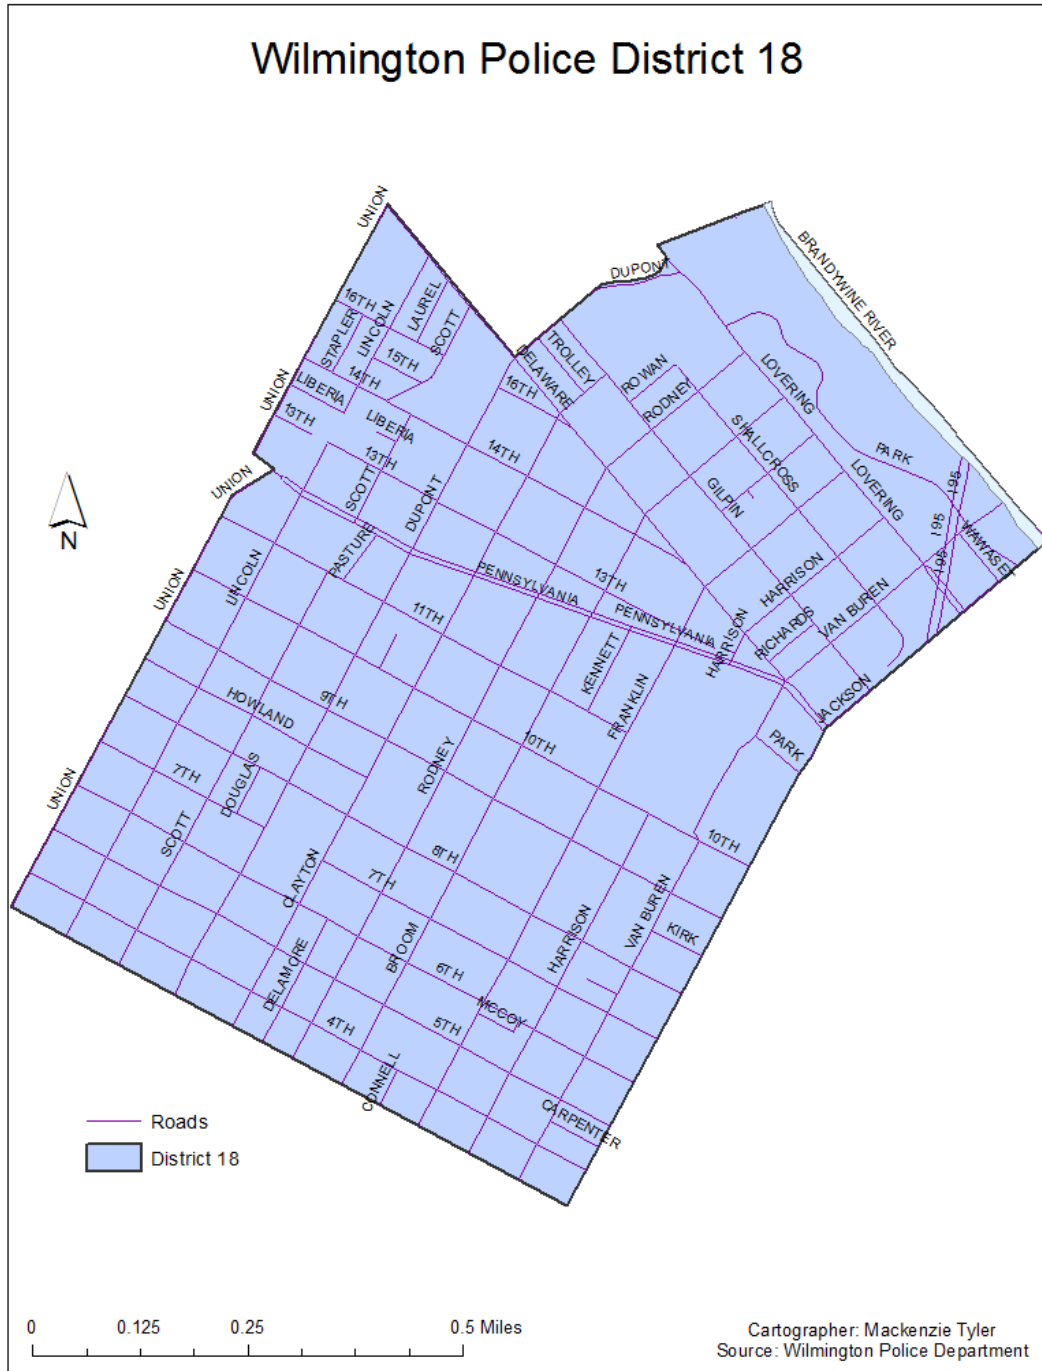 Wilmington Police District 18
UNION
BRANDYWINE RIVER
DUPONT
16TH
LINCOLN
LAUREL
SCOTT
STAPLER
15TH
14TH
LIBERIA
UNION
13TH
LIBERIA
TROLLEY
DELAWARE
16TH
ROWAN
RODNEY
LOVERING
SHALLCROSS
PARK
LOVERING
GILPIN
195
195
195
WAWASET
14TH
13TH
SCOTT
DUPONT
UNION
PASTURE
N
LINCOLN
UNION
PENNSYLVANIA
13TH
PENNSYLVANIA
11TH
HARRISON
RICHARDS
VAN BUREN
HARRISON
KENNETT
FRANKLIN
JACKSON
PARK
HOWLAND
9TH
10TH
RODNEY
UNION
7TH
DOUGLAS
SCOTT
8TH
10TH
CLAYTON
7TH
VAN BUREN
KIRK
HARRISON
BROOM
6TH
DELAMORE
MCCOY
4TH
5TH
CONNELL
CARPENTER
Roads
District 18
0 0.125 0.25 0.5 Miles
Cartographer: Mackenzie Tyler
Source: Wilmington Police Department